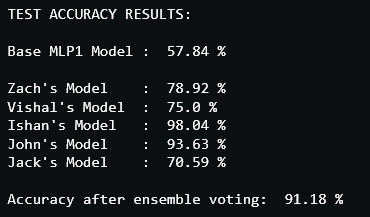 TEST ACCURACY RESULTS:
Base MLP1 Model :  57.84 %
Zach's Model    :  78.92 %
Vishal's Model  :  75.0 %
Ishan's Model   :  98.04 %
John's Model    :  93.63 %
Jack's Model    :  70.59 %
Accuracy after ensemble voting:  91.18 %